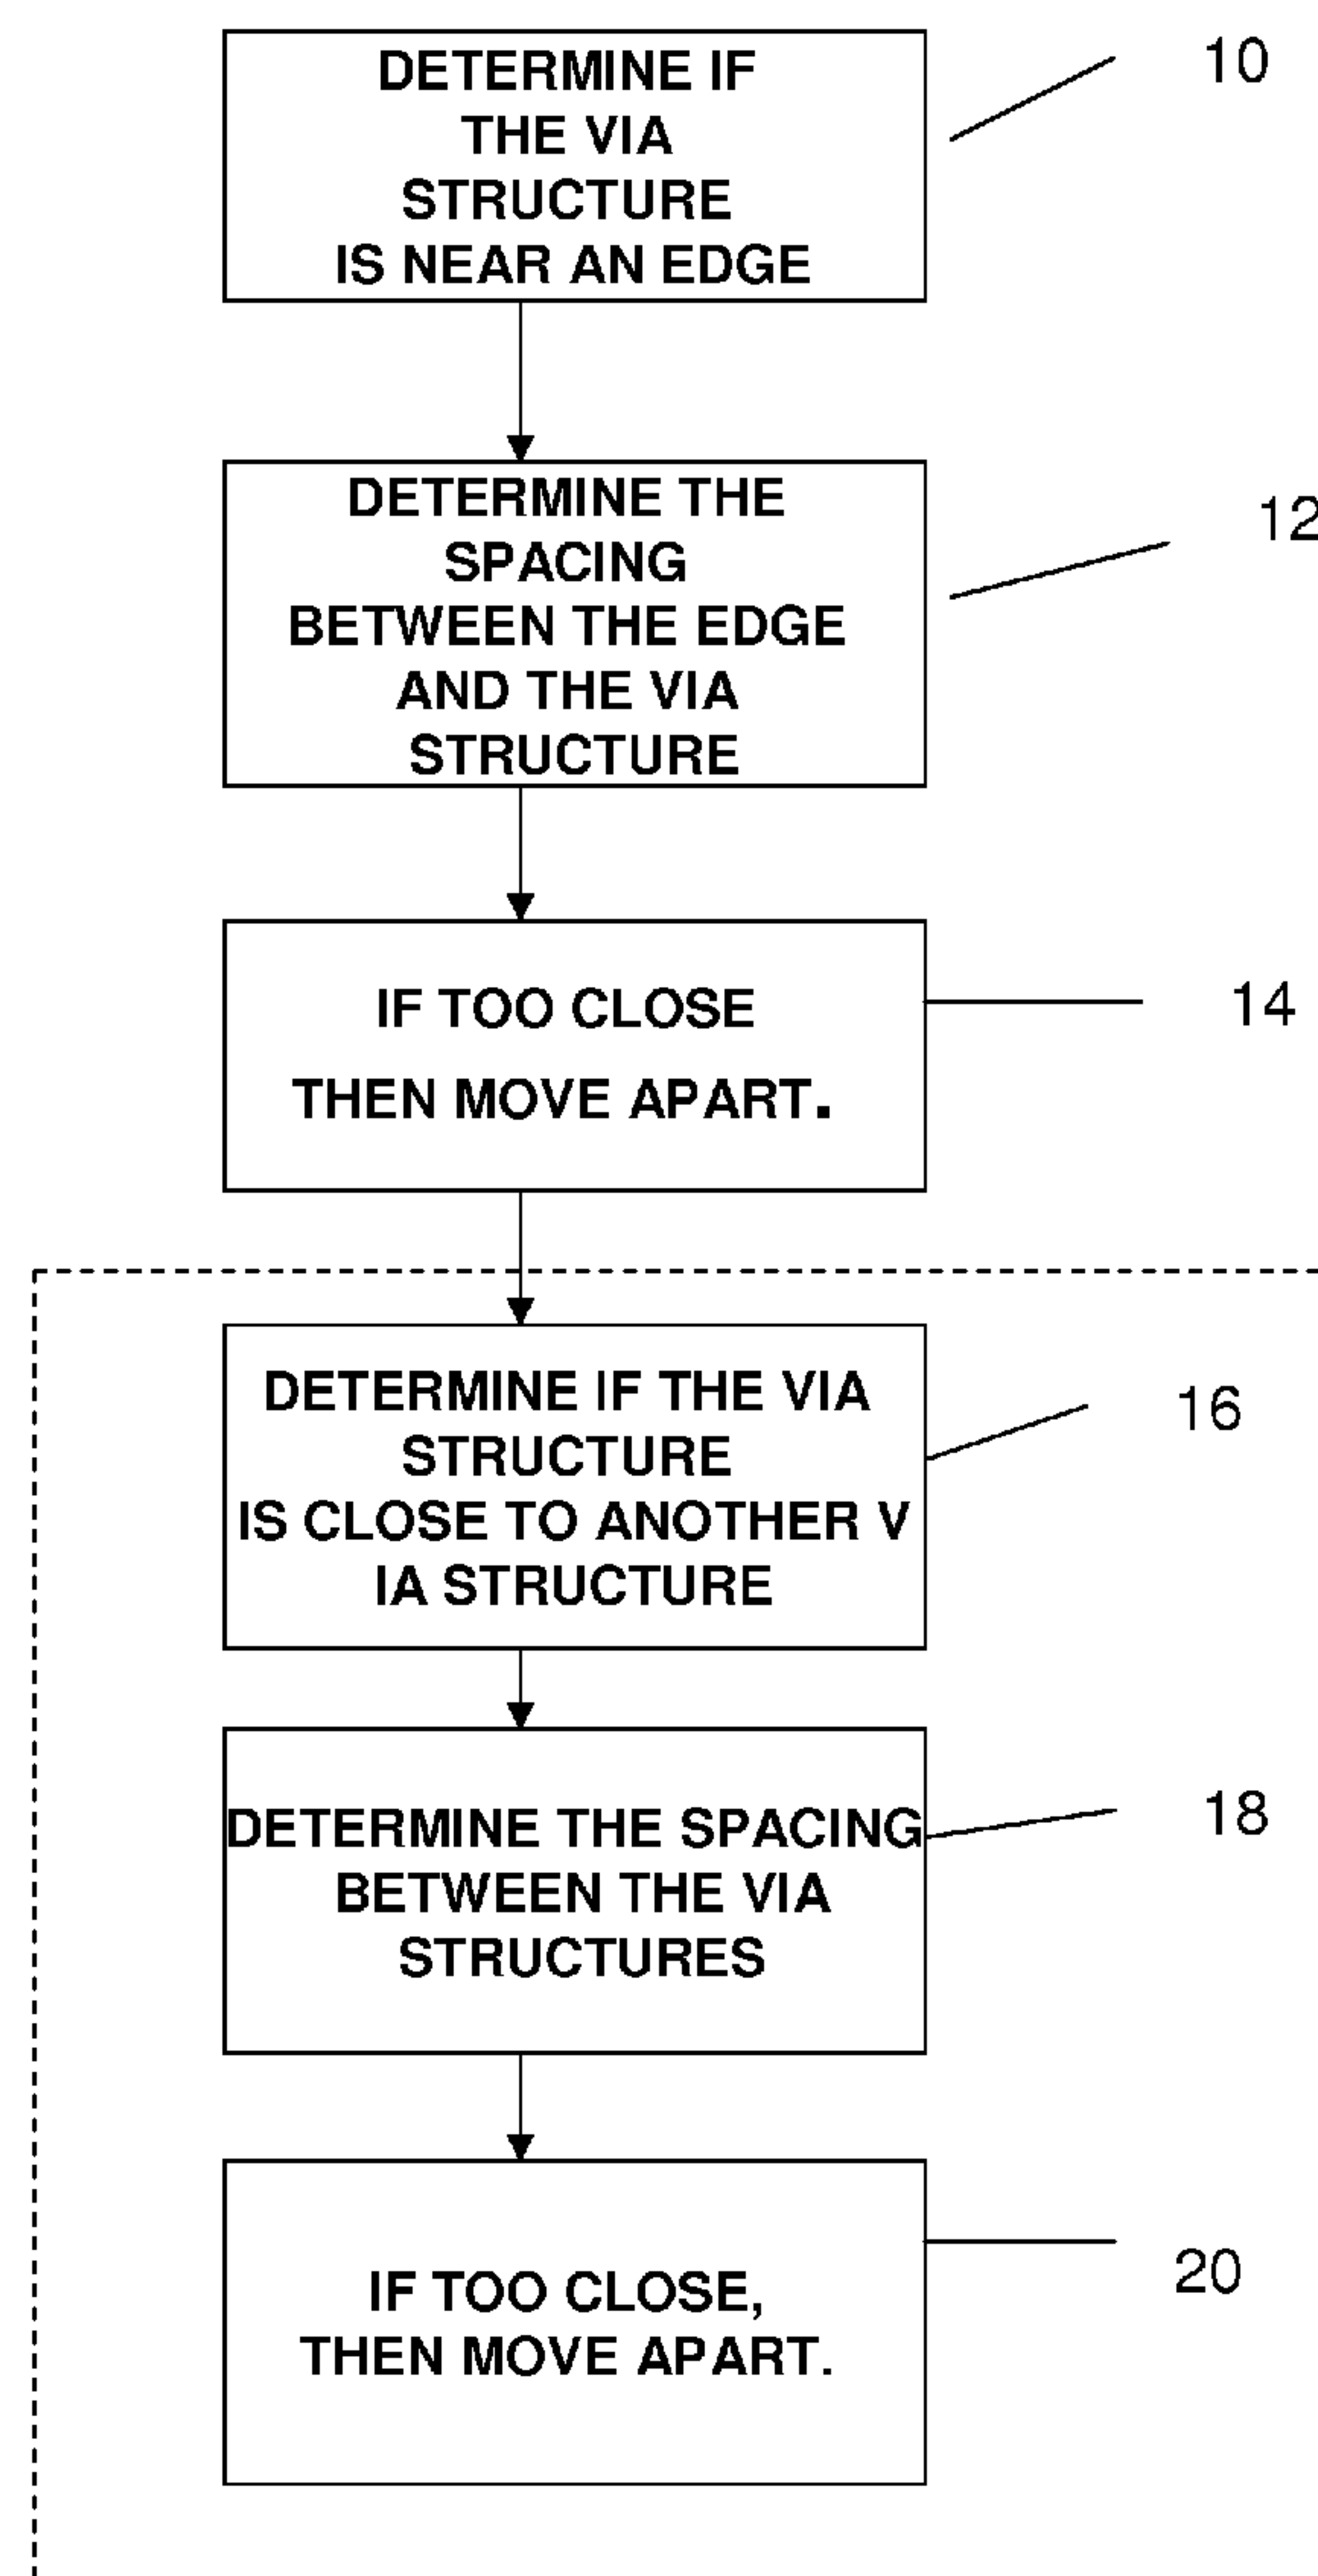 DETERMINE IF
THE VIA
STRUCTURE
IS NEAR AN EDGE
10
DETERMINE THE
SPACING
BETWEEN THE EDGE
AND THE VIA
STRUCTURE
12
IF TOO CLOSE
THEN MOVE APART.
14
DETERMINE IF THE VIA
STRUCTURE
IS CLOSE TO ANOTHER V
IA STRUCTURE
16
DETERMINE THE SPACING
BETWEEN THE VIA
STRUCTURES
18
IF TOO CLOSE,
THEN MOVE APART.
20